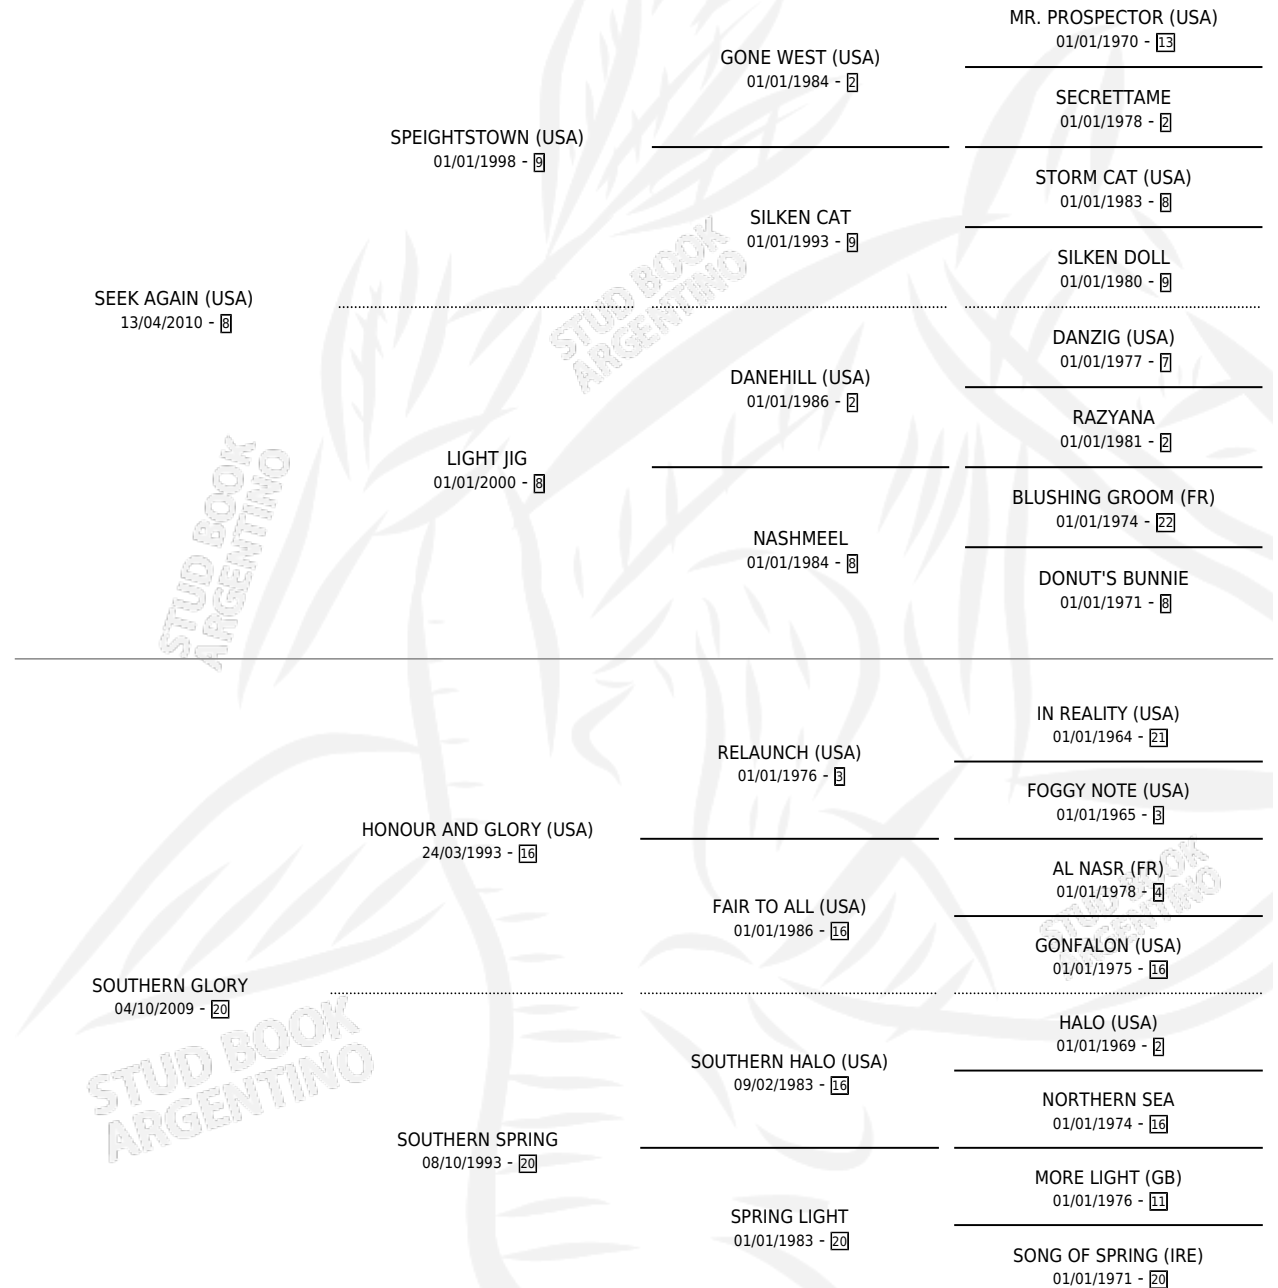 MR. PROSPECTOR (USA)
01/01/1970 - 13
GONE WEST (USA)
01/01/1984 - 2
SECRETTAME
01/01/1978 - 2
SPEIGHTSTOWN (USA)
01/01/1998 - 9
STORM CAT (USA)
01/01/1983 - 8
SILKEN CAT
01/01/1993 - 9
SILKEN DOLL
01/01/1980 - 9
SEEK AGAIN (USA)
13/04/2010 - 8
STUD BOOK
ARGENTINO
DANZIG (USA)
01/01/1977 - 7
DANEHILL (USA)
01/01/1986 - 2
RAZYANA
01/01/1981 - 2
LIGHT JIG
01/01/2000 - 8
BLUSHING GROOM (FR)
01/01/1974 - 22
NASHMEEL
01/01/1984 - 8
DONUT'S BUNNIE
01/01/1971 - 8
STUD BOOK
ARGENTINO
IN REALITY (USA)
01/01/1964 - 21
RELAUNCH (USA)
01/01/1976 - 3
FOGGY NOTE (USA)
01/01/1965 - 3
HONOUR AND GLORY (USA)
24/03/1993 - 16
AL NASR (FR)
01/01/1978 - 4
FAIR TO ALL (USA)
01/01/1986 - 16
STUD BOOK
ARGENTINO
GONFALON (USA)
01/01/1975 - 16
SOUTHERN GLORY
04/10/2009 - 20
HALO (USA)
01/01/1969 - 2
SOUTHERN HALO (USA)
09/02/1983 - 16
STUD BOOK
ARGENTINO
NORTHERN SEA
01/01/1974 - 16
SOUTHERN SPRING
08/10/1993 - 20
MORE LIGHT (GB)
01/01/1976 - 11
SPRING LIGHT
01/01/1983 - 20
SONG OF SPRING (IRE)
01/01/1971 - 20